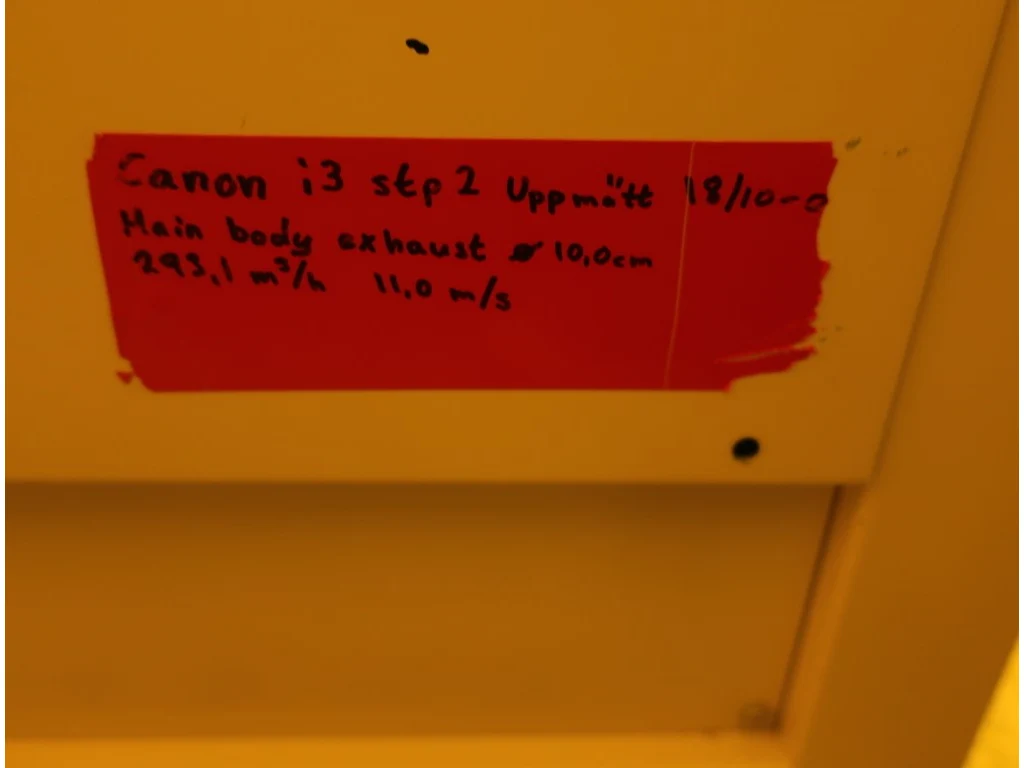 Canon i3 stp 2 Uppmätt 18/10-0
Main body exhaust ⌀ 10,0cm
293,1 m³/h 11,0 m/s